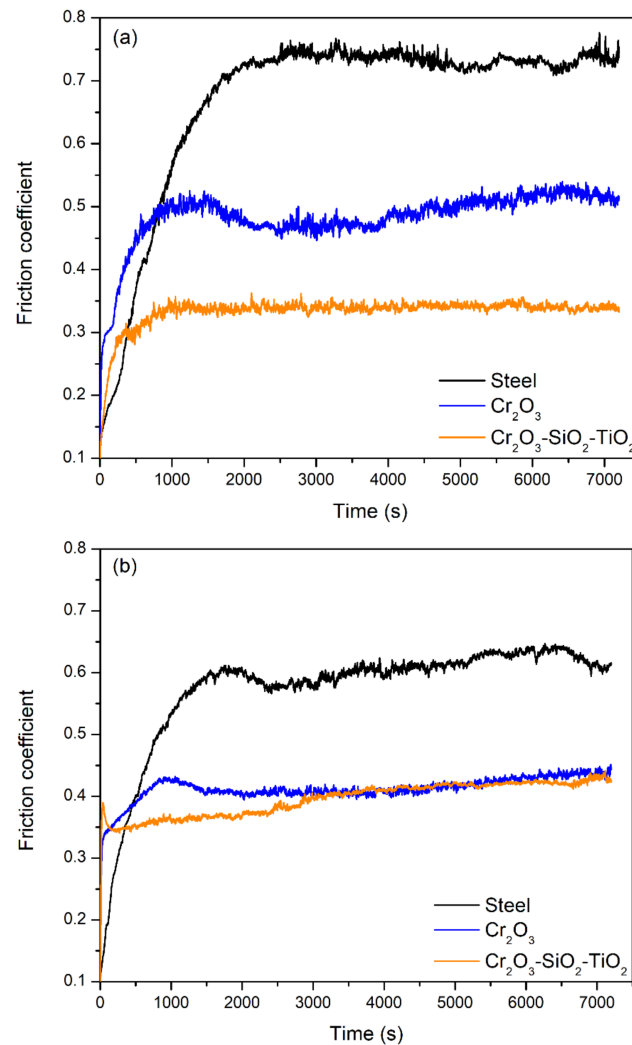 (a)
0.8
0.7
0.6
0.5
0.4
0.3
0.2
0.1
Friction coefficient
Steel
Cr₂O₃
Cr₂O₃-SiO₂-TiO₂
0 1000 2000 3000 4000 5000 6000 7000
Time (s)
(b)
0.8
0.7
0.6
0.5
0.4
0.3
0.2
0.1
Friction coefficient
Steel
Cr₂O₃
Cr₂O₃-SiO₂-TiO₂
0 1000 2000 3000 4000 5000 6000 7000
Time (s)